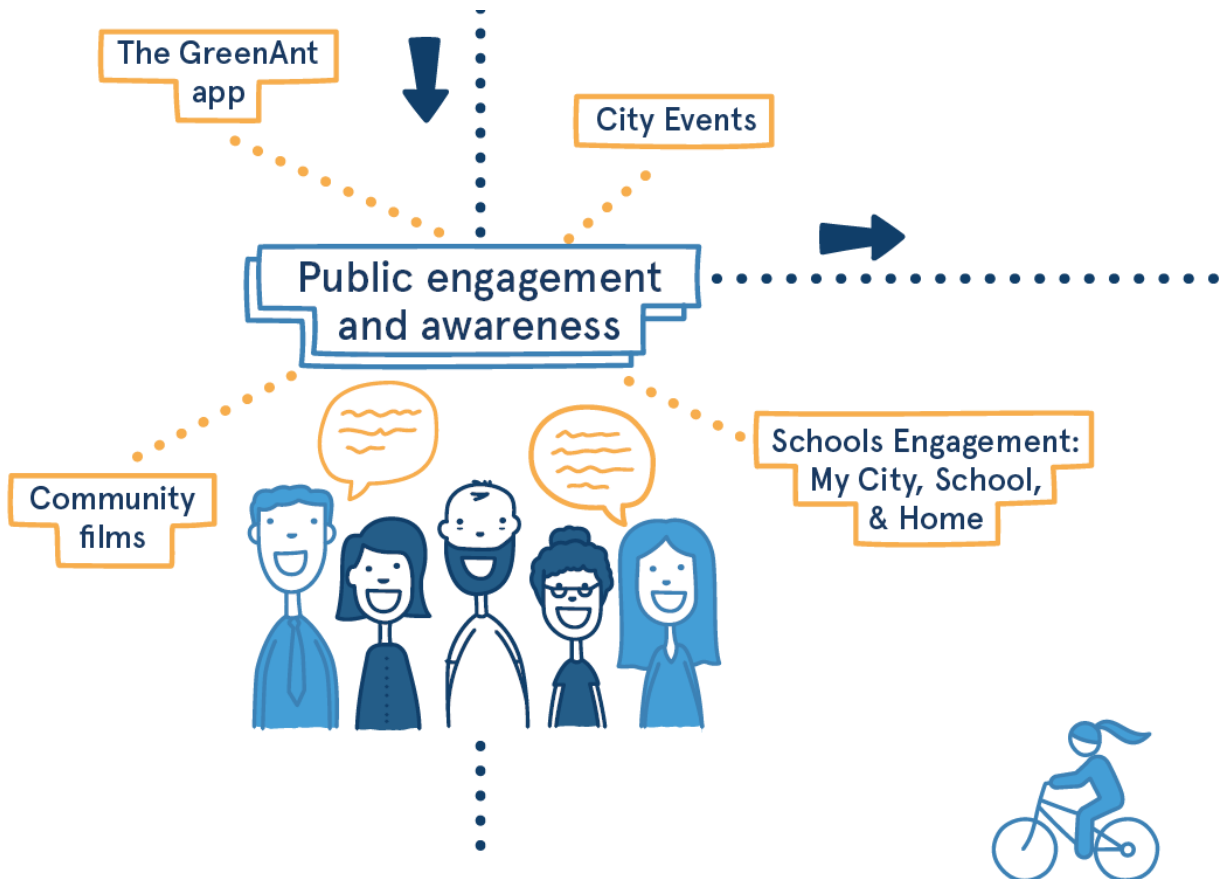 The GreenAnt
app
City Events
Public engagement
and awareness
Community
films
Schools Engagement:
My City, School,
& Home